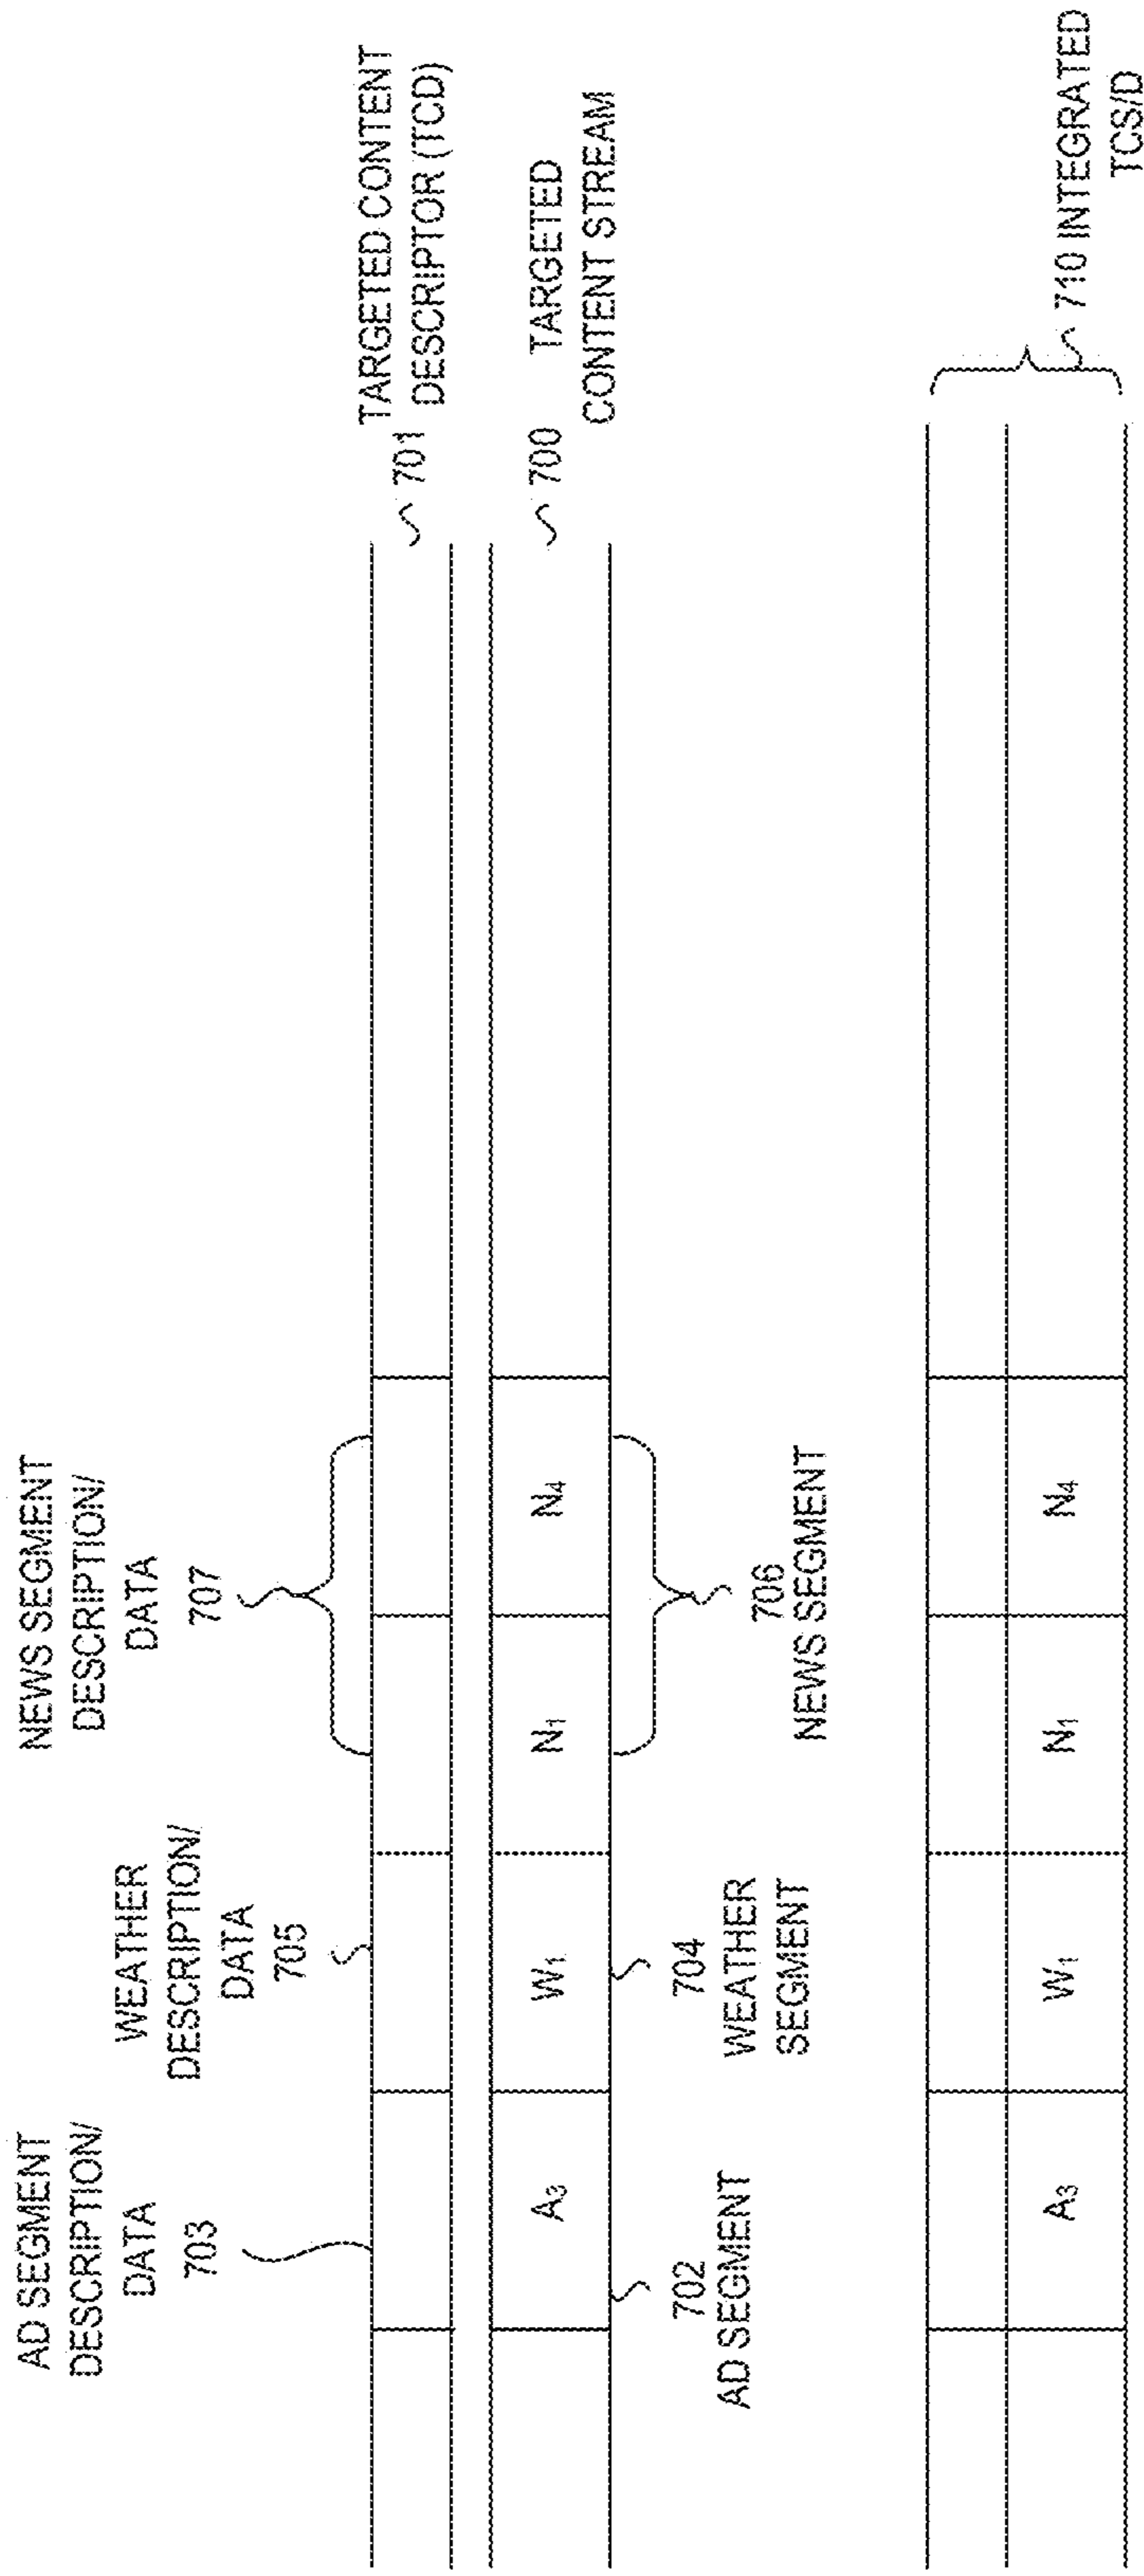 AD SEGMENT
DESCRIPTION/
DATA
703
WEATHER
DESCRIPTION/
DATA
705
NEWS SEGMENT
DESCRIPTION/
DATA
707
TARGETED CONTENT
701 DESCRIPTOR (TCD)
A3
W1
N1
N4
700 TARGETED
CONTENT STREAM
702
AD SEGMENT
704
WEATHER
SEGMENT
706
NEWS SEGMENT
A3
W1
N1
N4
710 INTEGRATED
TCS/D